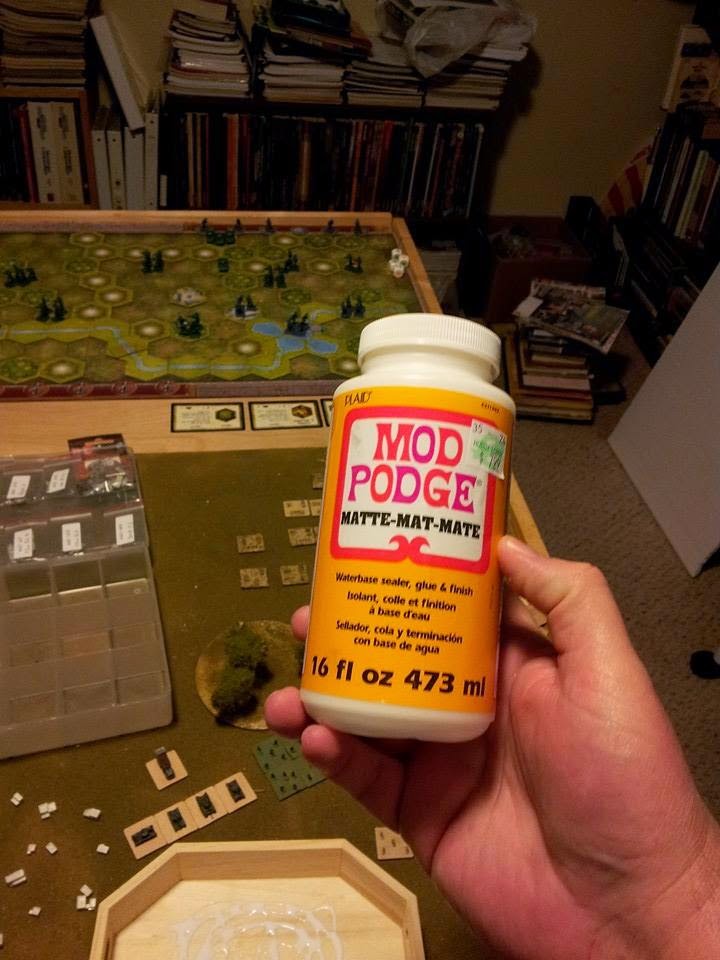 PLAID
MOD
PODGE®
MATTE-MAT-MATE
Waterbase sealer, glue & finish
Isolant, colle et finition
à base d'eau
Sellador, cola y terminación
con base de agua
16 fl oz 473 ml